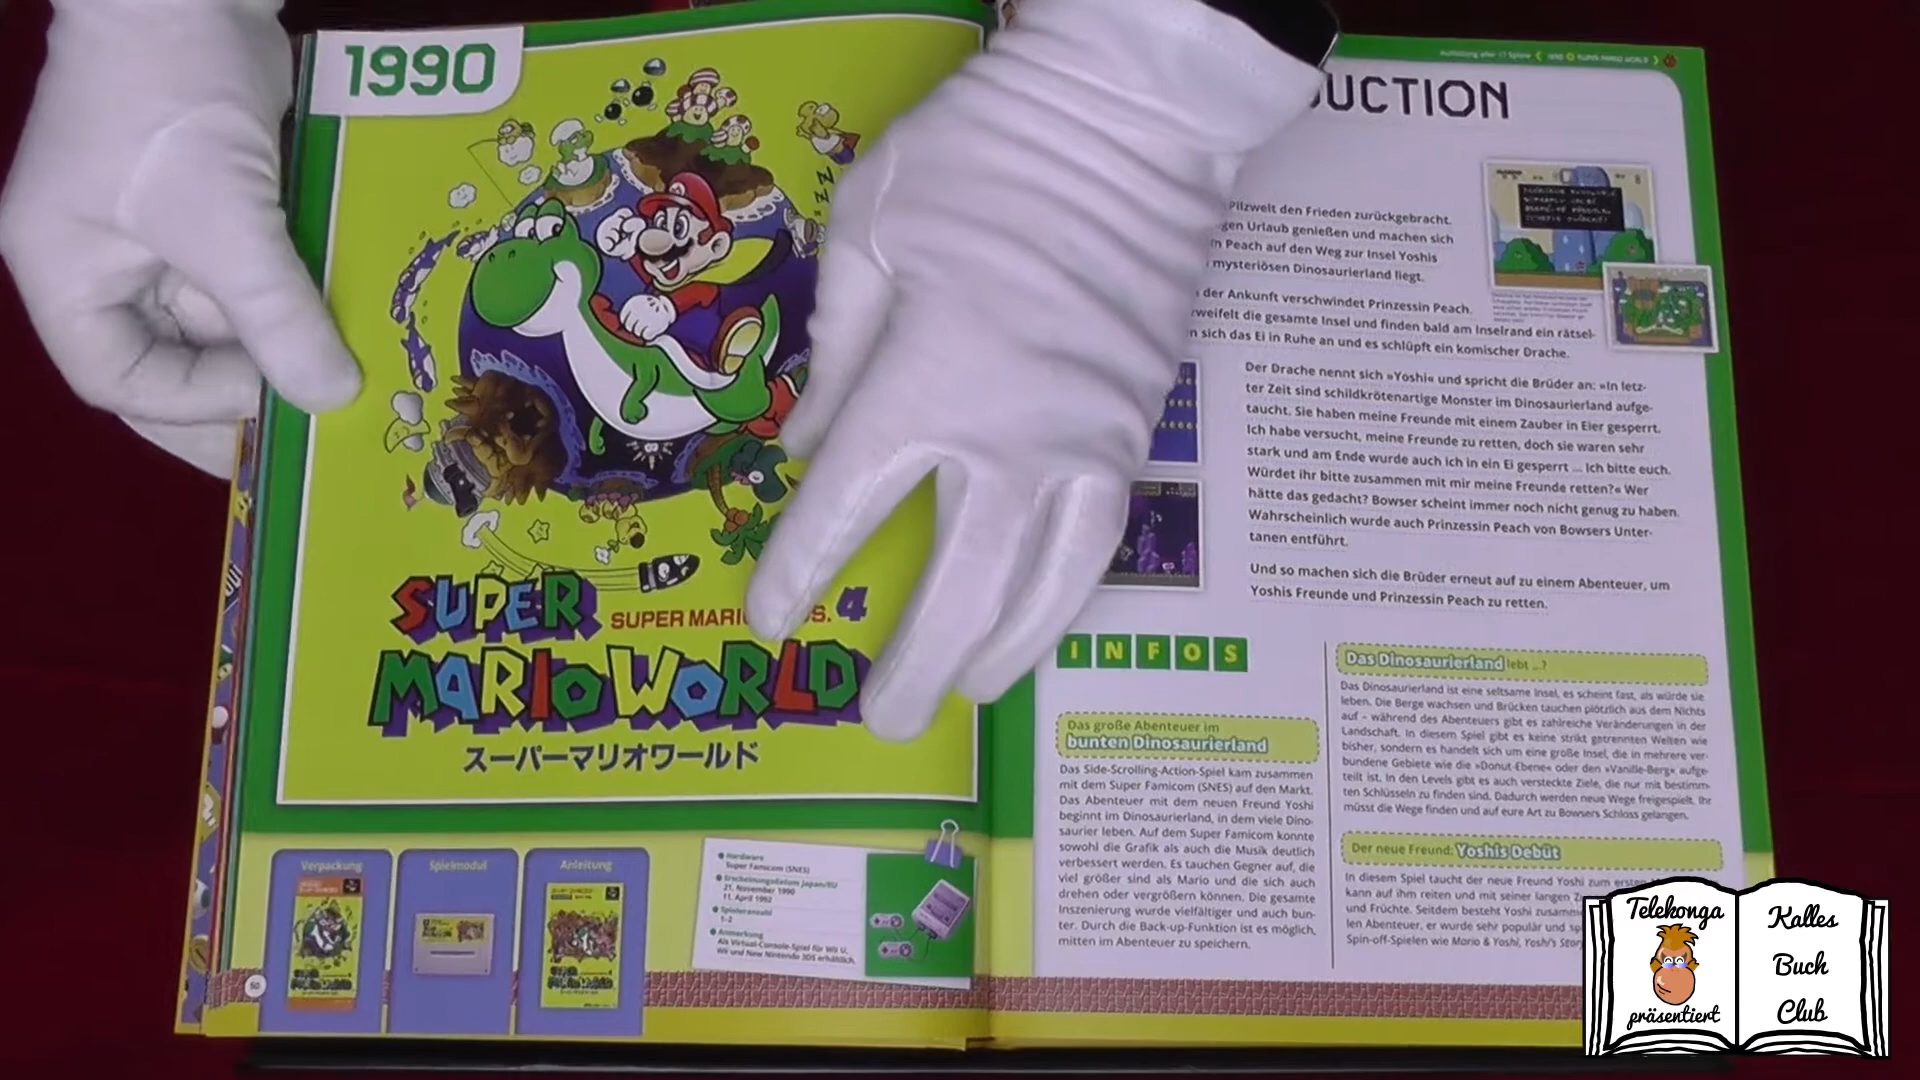 1990
SUPER
SUPER MARIO
S. 4
MARIO WORLD
スーパーマリオワールド
Verpackung
Spielmodul
Anleitung
Hardware
Super Famicom (SNES)
Erscheinungsdatum Japan/EU
21. November 1990
11. April 1992
Spieleranzahl
1-2
Anmerkung
Als Virtual-Console-Spiel für Wii U,
Wii und New Nintendo 3DS erhältlich.
50
SUPER MARIO WORLD
UCTION
Pilzwelt den Frieden zurückgebracht.
gen Urlaub genießen und machen sich
Peach auf den Weg zur Insel Yoshis
mysteriösen Dinosaurierland liegt.
der Ankunft verschwindet Prinzessin Peach.
weifelt die gesamte Insel und finden bald am Inselrand ein rätsel-
sich das Ei in Ruhe an und es schlüpft ein komischer Drache.
Der Drache nennt sich »Yoshi« und spricht die Brüder an: »In letz-
ter Zeit sind schildkrötenartige Monster im Dinosaurierland aufge-
taucht. Sie haben meine Freunde mit einem Zauber in Eier gesperrt.
Ich habe versucht, meine Freunde zu retten, doch sie waren sehr
stark und am Ende wurde auch ich in ein Ei gesperrt ... Ich bitte euch.
Würdet ihr bitte zusammen mit mir meine Freunde retten?« Wer
hätte das gedacht? Bowser scheint immer noch nicht genug zu haben.
Wahrscheinlich wurde auch Prinzessin Peach von Bowsers Unter-
tanen entführt.
Und so machen sich die Brüder erneut auf zu einem Abenteuer, um
Yoshis Freunde und Prinzessin Peach zu retten.
INFOS
Das große Abenteuer im
bunten Dinosaurierland
Das Side-Scrolling-Action-Spiel kam zusammen
mit dem Super Famicom (SNES) auf den Markt.
Das Abenteuer mit dem neuen Freund Yoshi
beginnt im Dinosaurierland, in dem viele Dino-
saurier leben. Auf dem Super Famicom konnte
sowohl die Grafik als auch die Musik deutlich
verbessert werden. Es tauchen Gegner auf, die
viel größer sind als Mario und die sich auch
drehen oder vergrößern können. Die gesamte
Inszenierung wurde vielfältiger und auch bun-
ter. Durch die Back-up-Funktion ist es möglich,
mitten im Abenteuer zu speichern.
Das Dinosaurierland lebt ...?
Das Dinosaurierland ist eine seltsame Insel, es scheint fast, als würde sie
leben. Die Berge wachsen und Brücken tauchen plötzlich aus dem Nichts
auf – während des Abenteuers gibt es zahlreiche Veränderungen in der
Landschaft. In diesem Spiel gibt es keine strikt getrennten Welten wie
bisher, sondern es handelt sich um eine große Insel, die in mehrere ver-
bundene Gebiete wie die »Donut-Ebene« oder den »Vanille-Berg« aufge-
teilt ist. In den Levels gibt es auch versteckte Ziele, die nur mit bestimm-
ten Schlüsseln zu finden sind. Dadurch werden neue Wege freigespielt. Ihr
müsst die Wege finden und auf eure Art zu Bowsers Schloss gelangen.
Der neue Freund: Yoshis Debüt
In diesem Spiel taucht der neue Freund Yoshi zum ersten
kann auf ihm reiten und mit seiner langen
und Früchte. Seitdem besteht Yoshi zusamm
len Abenteuer, er wurde sehr populär und sp
Spin-off-Spielen wie Mario & Yoshi, Yoshi's Stor
Telekonga
präsentiert
Kalles
Buch
Club